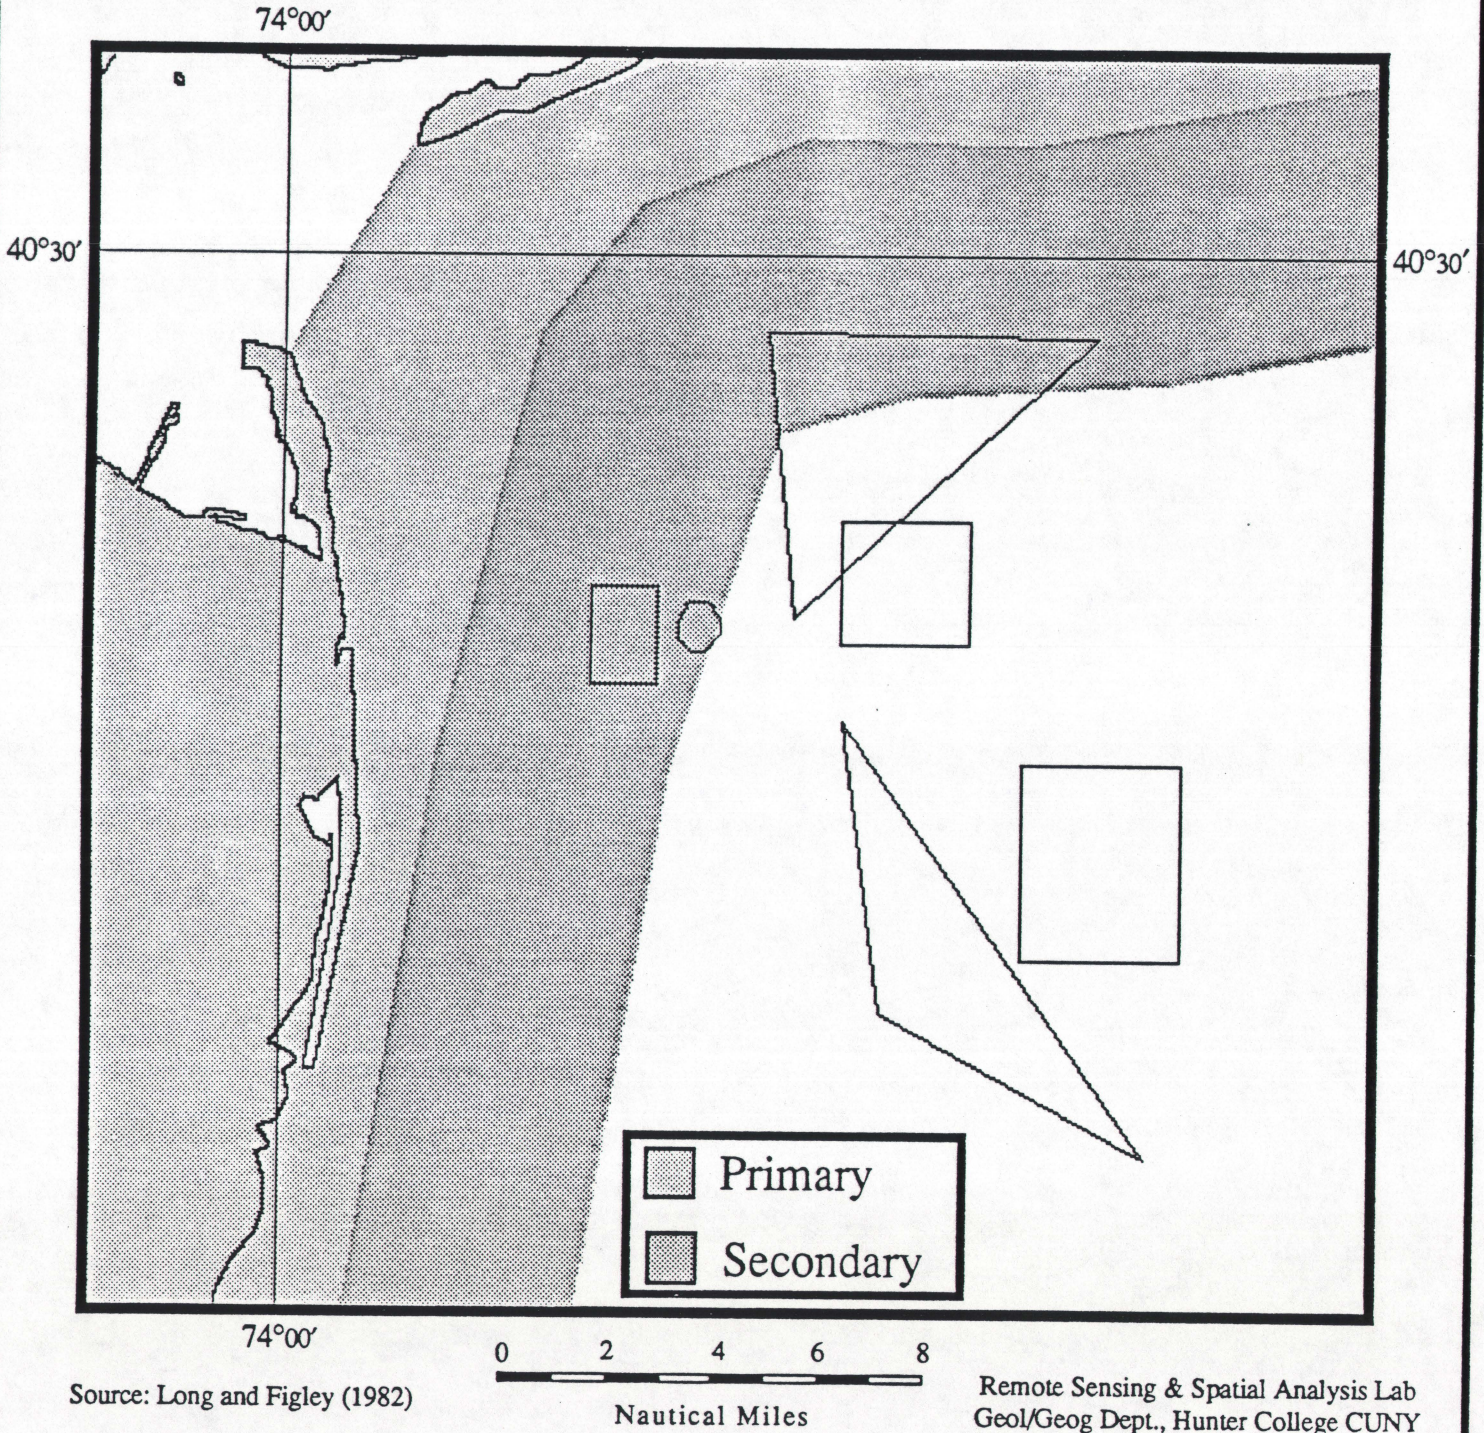 74°00′
40°30′
40°30′
Primary
Secondary
74°00′
0 2 4 6 8
Nautical Miles
Source: Long and Figley (1982)
Remote Sensing & Spatial Analysis Lab
Geol/Geog Dept., Hunter College CUNY